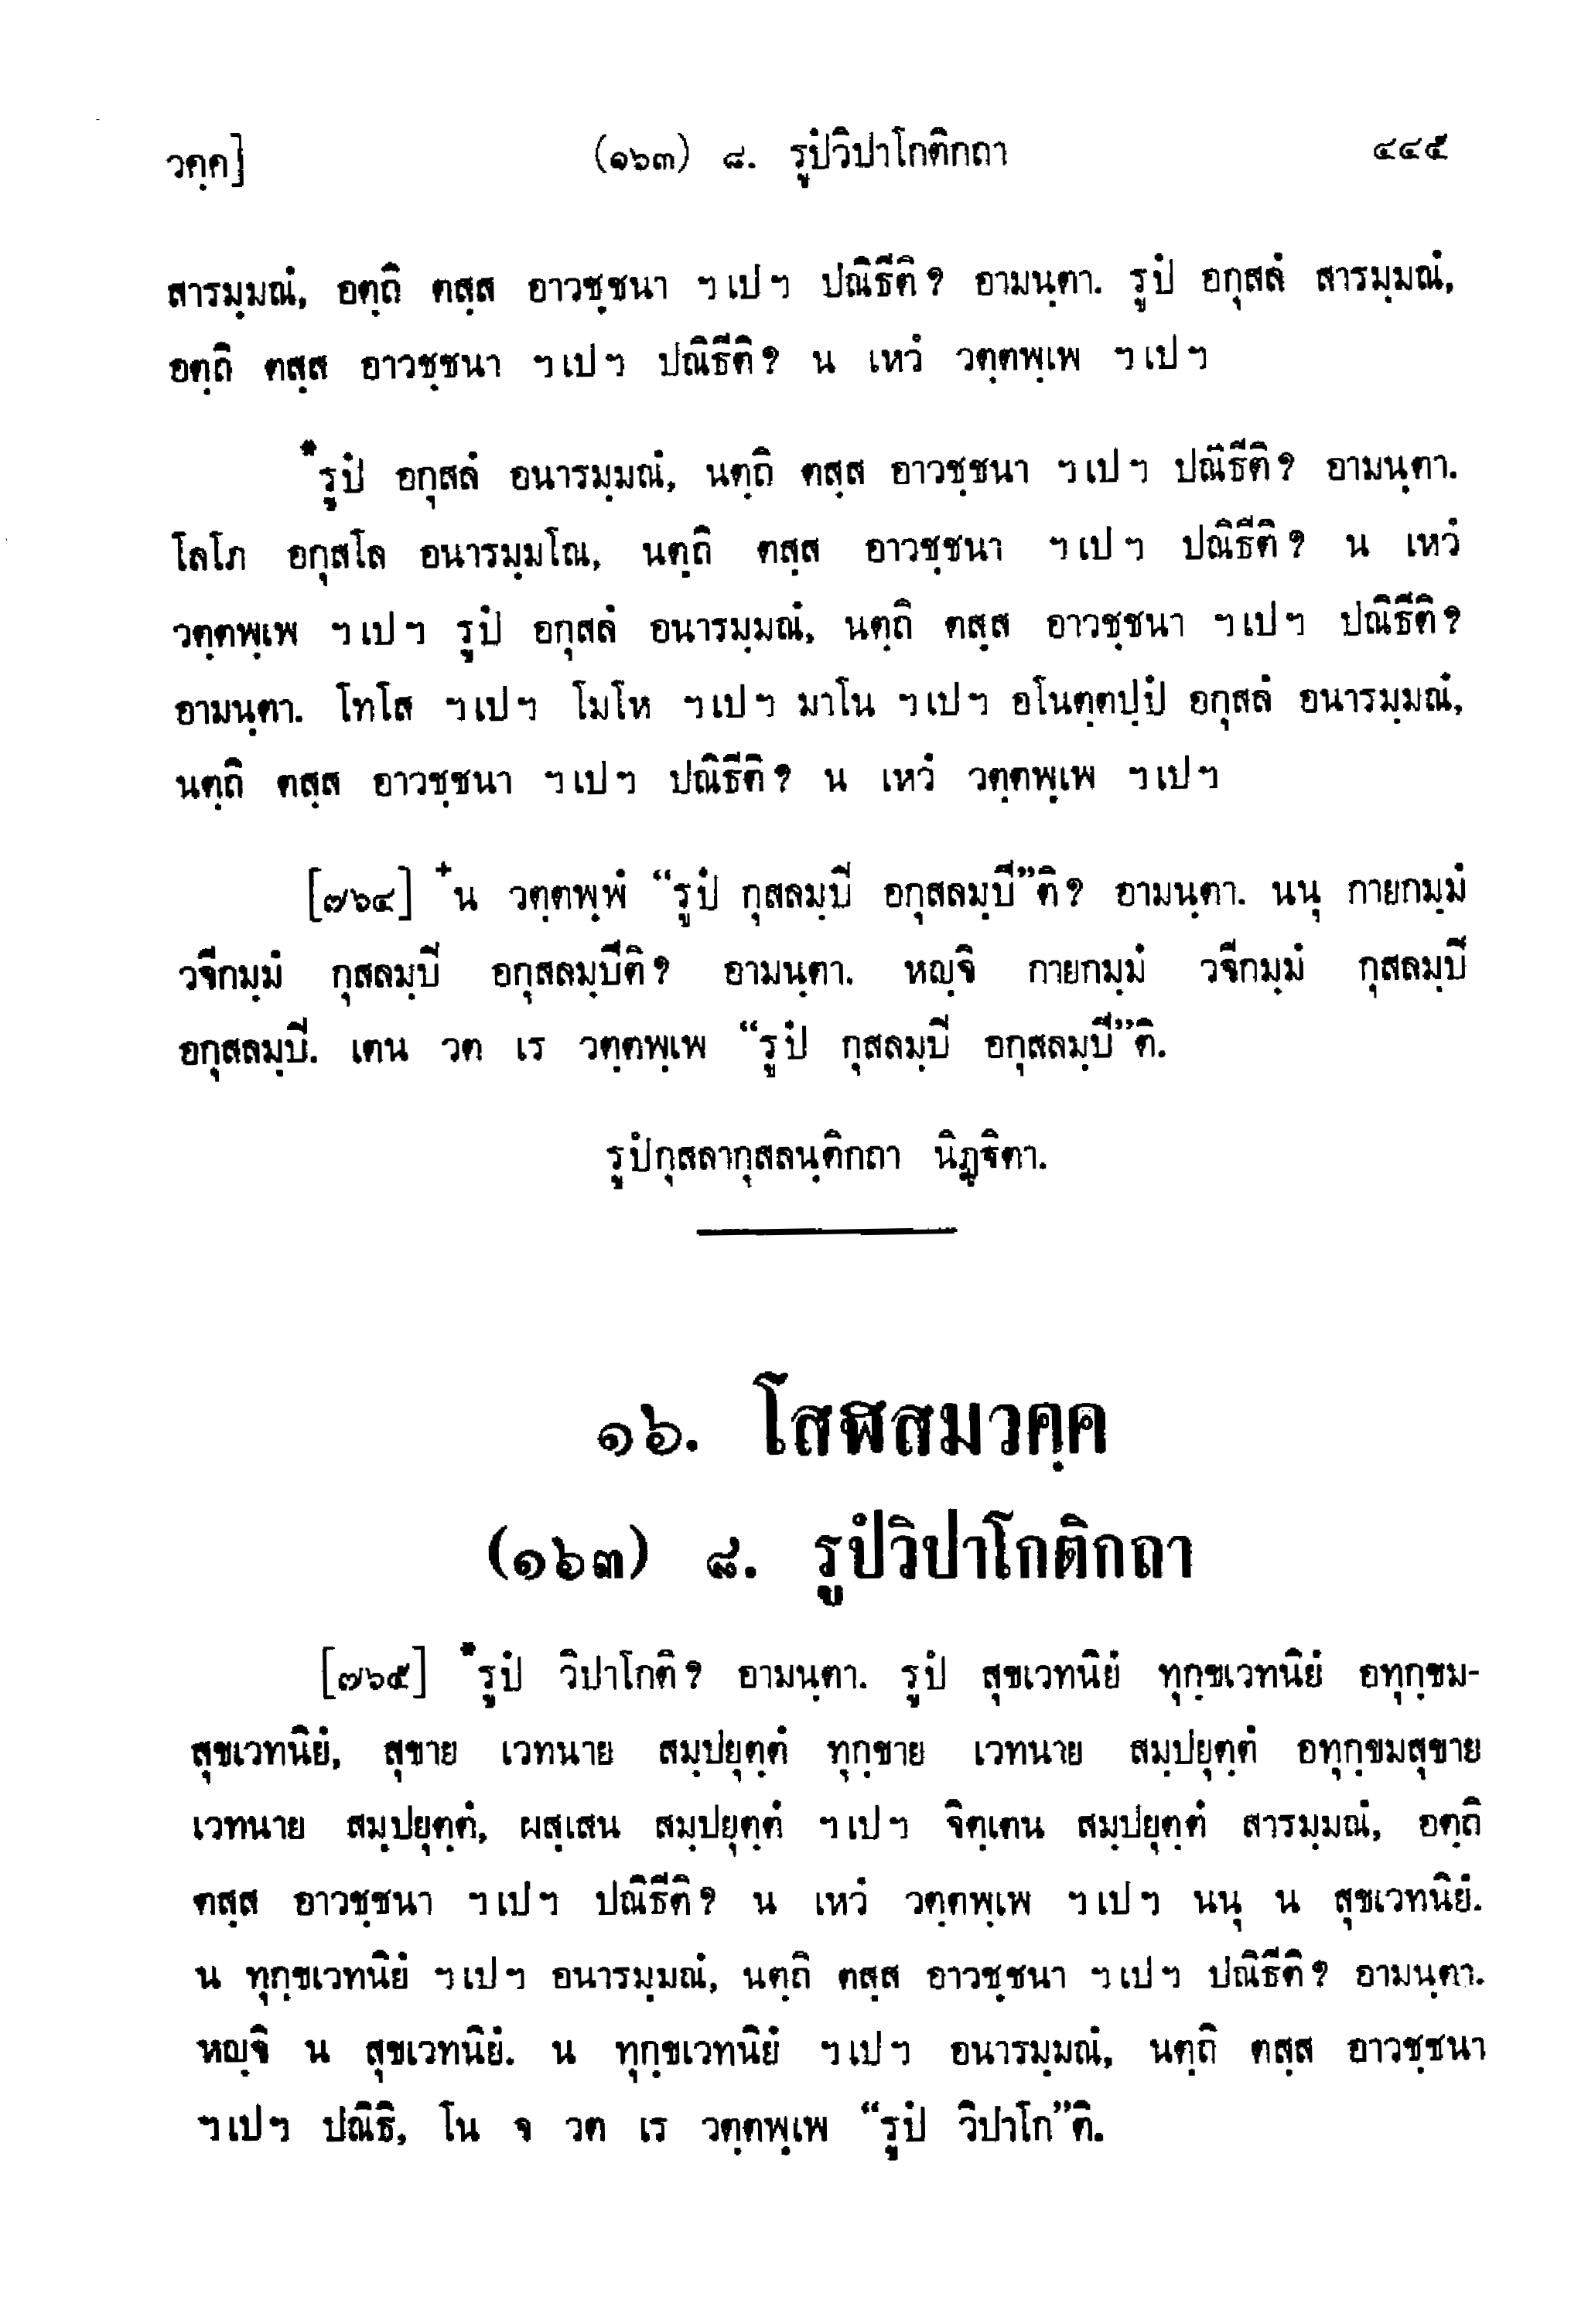 วคฺค]
(๑๖๓) ๘. รูปํวิปาโกติกถา
๔๔๕
สารมฺมณํ, อตฺถิ ตสฺส อาวชฺชนา ฯเปฯ ปณิธีติ? อามนฺตา. รูปํ อกุสลํ สารมฺมณํ,
อตฺถิ ตสฺส อาวชฺชนา ฯเปฯ ปณิธีติ? น เหวํ วตฺตพฺเพ ฯเปฯ
*รูปํ อกุสลํ อนารมฺมณํ, นตฺถิ ตสฺส อาวชฺชนา ฯเปฯ ปณิธีติ? อามนฺตา.
โลโภ อกุสโล อนารมฺมโณ, นตฺถิ ตสฺส อาวชฺชนา ฯเปฯ ปณิธีติ? น เหวํ
วตฺตพฺเพ ฯเปฯ รูปํ อกุสลํ อนารมฺมณํ, นตฺถิ ตสฺส อาวชฺชนา ฯเปฯ ปณิธีติ?
อามนฺตา. โทโส ฯเปฯ โมโห ฯเปฯ มาโน ฯเปฯ อโนตฺตปฺปํ อกุสลํ อนารมฺมณํ,
นตฺถิ ตสฺส อาวชฺชนา ฯเปฯ ปณิธีติ? น เหวํ วตฺตพฺเพ ฯเปฯ
[๗๖๔] +น วตฺตพฺพํ “รูปํ กุสลมฺปี อกุสลมฺปี”ติ? อามนฺตา. นนุ กายกมฺมํ
วจีกมฺมํ กุสลมฺปี อกุสลมฺปีติ? อามนฺตา. หญฺจิ กายกมฺมํ วจีกมฺมํ กุสลมฺปี
อกุสลมฺปี. เตน วต เร วตฺตพฺเพ “รูปํ กุสลมฺปี อกุสลมฺปี”ติ.
รูปํกุสลากุสลนฺติกถา นิฏฺฐิตา.
๑๖. โสฬสมวคฺค
(๑๖๓) ๘. รูปํวิปาโกติกถา
[๗๖๕] *รูปํ วิปาโกติ? อามนฺตา. รูปํ สุขเวทนิยํ ทุกฺขเวทนิยํ อทุกฺขม-
สุขเวทนิยํ, สุขาย เวทนาย สมฺปยุตฺตํ ทุกฺขาย เวทนาย สมฺปยุตฺตํ อทุกฺขมสุขาย
เวทนาย สมฺปยุตฺตํ, ผสฺเสน สมฺปยุตฺตํ ฯเปฯ จิตฺเตน สมฺปยุตฺตํ สารมฺมณํ, อตฺถิ
ตสฺส อาวชฺชนา ฯเปฯ ปณิธีติ? น เหวํ วตฺตพฺเพ ฯเปฯ นนุ น สุขเวทนิยํ.
น ทุกฺขเวทนิยํ ฯเปฯ อนารมฺมณํ, นตฺถิ ตสฺส อาวชฺชนา ฯเปฯ ปณิธีติ? อามนฺตา.
หญฺจิ น สุขเวทนิยํ. น ทุกฺขเวทนิยํ ฯเปฯ อนารมฺมณํ, นตฺถิ ตสฺส อาวชฺชนา
ฯเปฯ ปณิธิ, โน จ วต เร วตฺตพฺเพ “รูปํ วิปาโก”ติ.